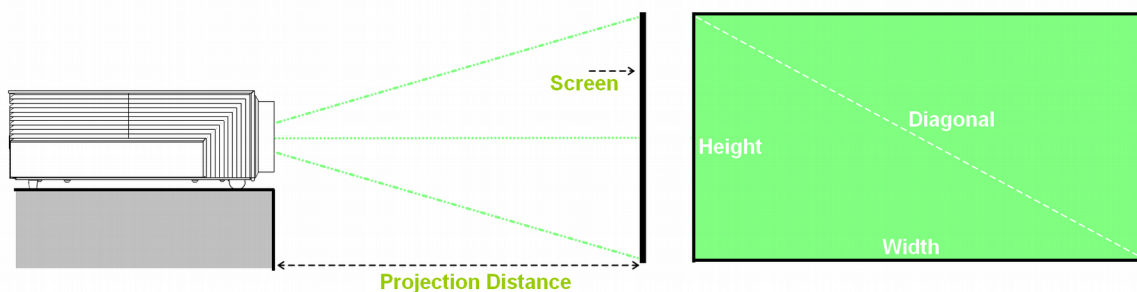 Screen
Projection Distance
Diagonal
Height
Width